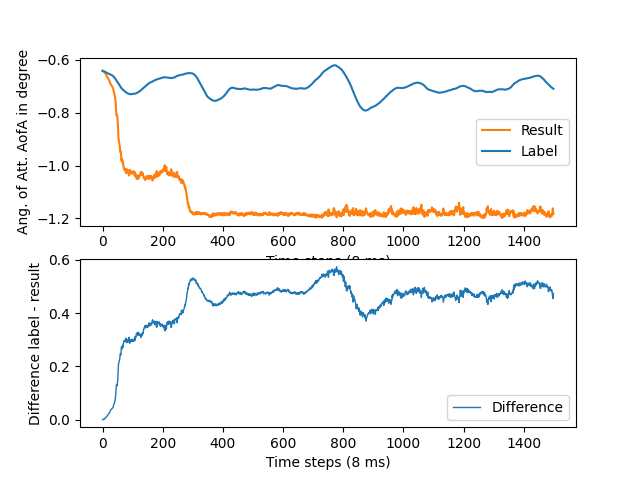 Ang. of Att. AofA in degree
−0.6
−0.8
−1.0
−1.2
Result
Label
0 200 400 600 800 1000 1200 1400
Time steps (8 ms)
Difference label - result
0.6
0.4
0.2
0.0
Difference
0 200 400 600 800 1000 1200 1400
Time steps (8 ms)